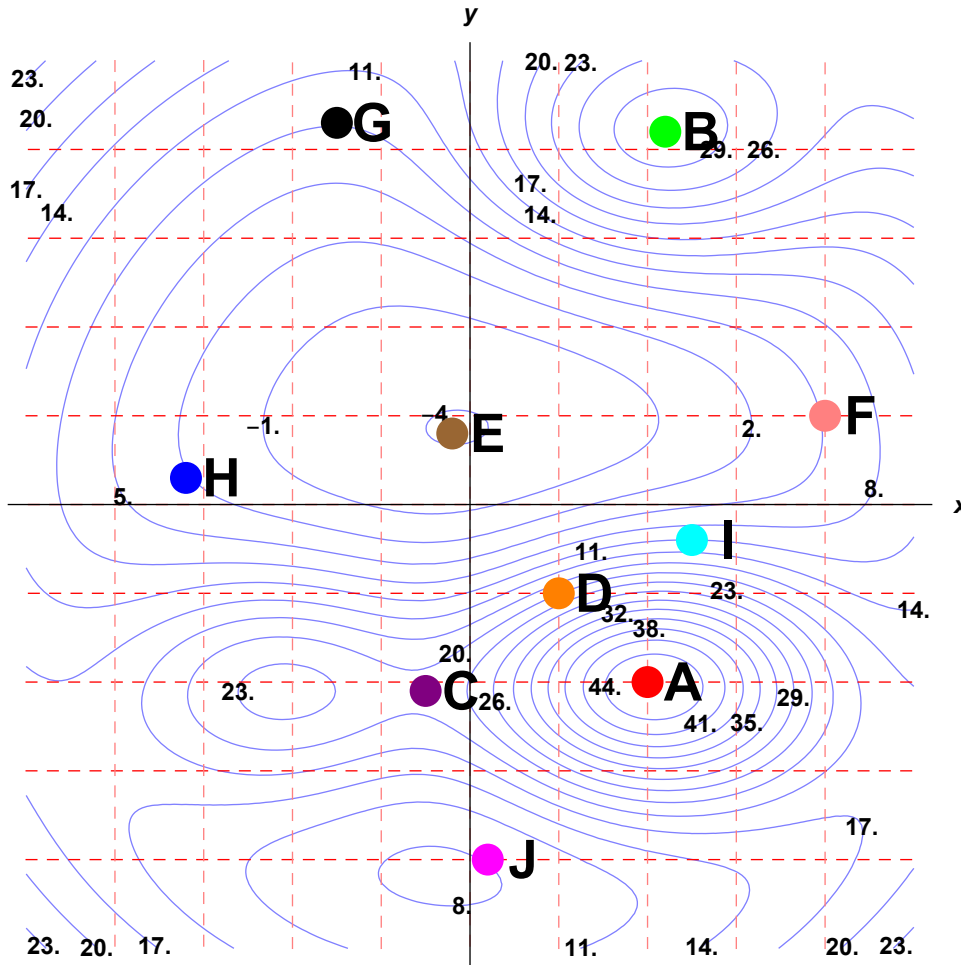 y
20. 23.
11.
23.
20.
G
B
29. 26.
17.
17.
14.
14.
−4
F
−1.
E
2.
H
8.
5.
x
I
11.
D
23.
32.
14.
38.
20.
A
C
23.
44.
26.
29.
41. 35.
17.
J
8.
23. 20. 17. 11. 14. 20. 23.